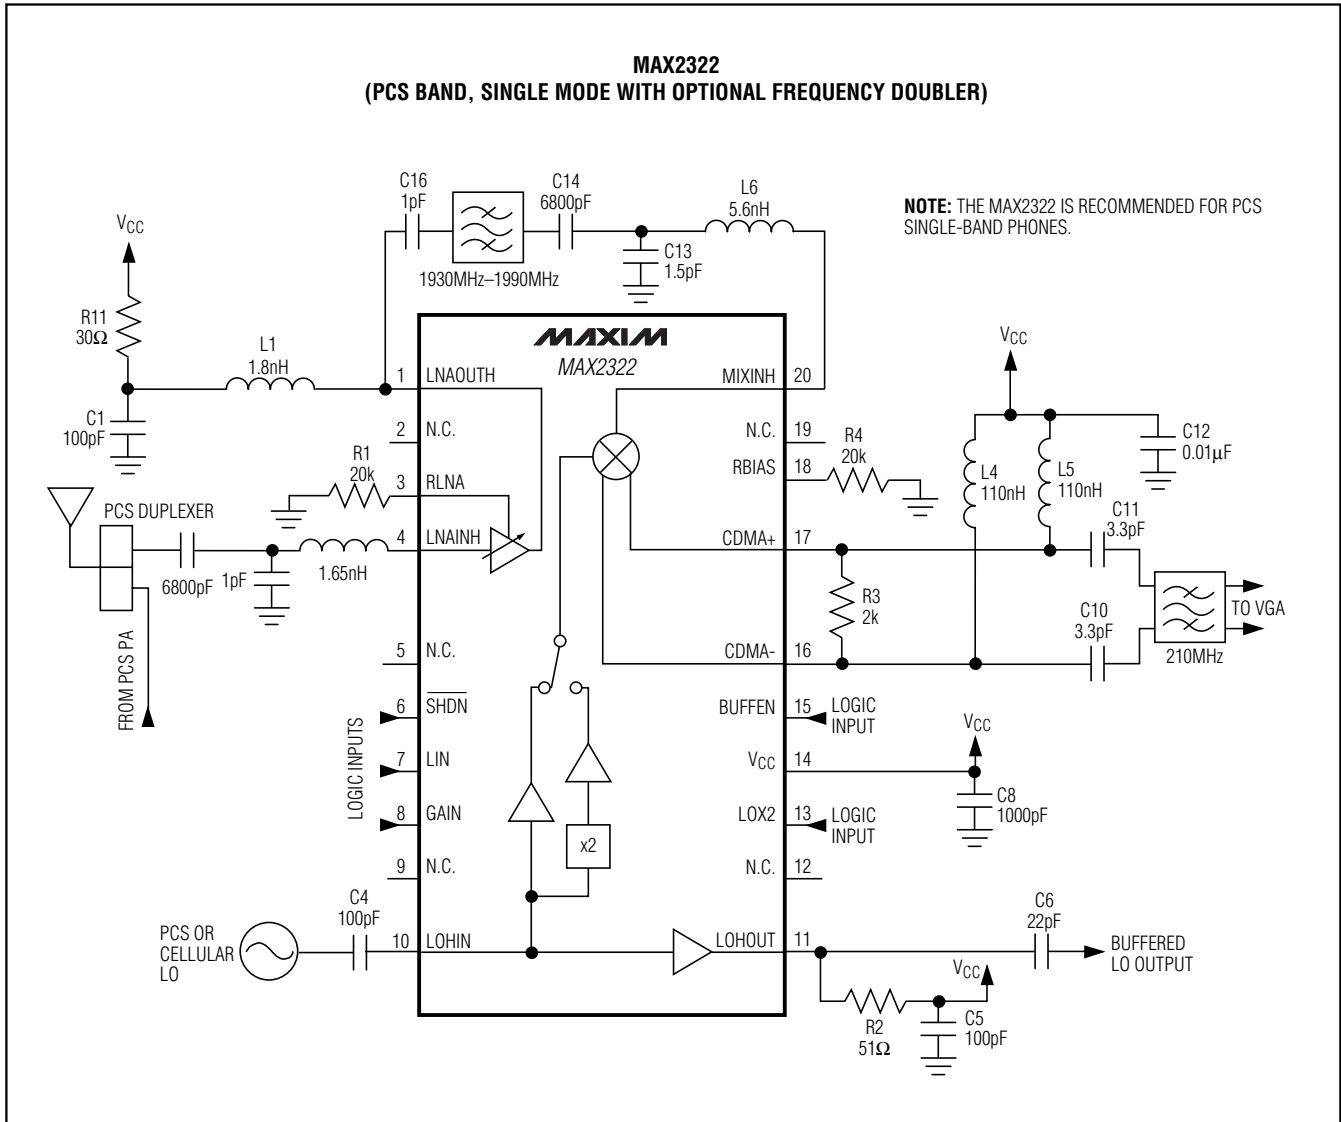 MAX2322
(PCS BAND, SINGLE MODE WITH OPTIONAL FREQUENCY DOUBLER)
NOTE: THE MAX2322 IS RECOMMENDED FOR PCS
SINGLE-BAND PHONES.
C16
1pF
C14
6800pF
L6
5.6nH
C13
1.5pF
1930MHz–1990MHz
VCC
R11
30Ω
L1
1.8nH
C1
100pF
MAXIM
MAX2322
1 LNAOUTH
2 N.C.
R1
20k
3 RLNA
4 LNAINH
PCS DUPLEXER
6800pF
1pF
1.65nH
FROM PCS PA
5 N.C.
6 SHDN
7 LIN
8 GAIN
LOGIC INPUTS
9 N.C.
10 LOHIN
C4
100pF
PCS OR
CELLULAR
LO
x2
MIXINH 20
N.C. 19
RBIAS 18
R4
20k
CDMA+ 17
R3
2k
CDMA- 16
BUFFEN 15
LOGIC
INPUT
VCC 14
LOX2 13
LOGIC
INPUT
N.C. 12
LOHOUT 11
VCC
L4
110nH
L5
110nH
C12
0.01μF
C11
3.3pF
C10
3.3pF
210MHz
TO VGA
VCC
C8
1000pF
C6
22pF
BUFFERED
LO OUTPUT
VCC
R2
51Ω
C5
100pF